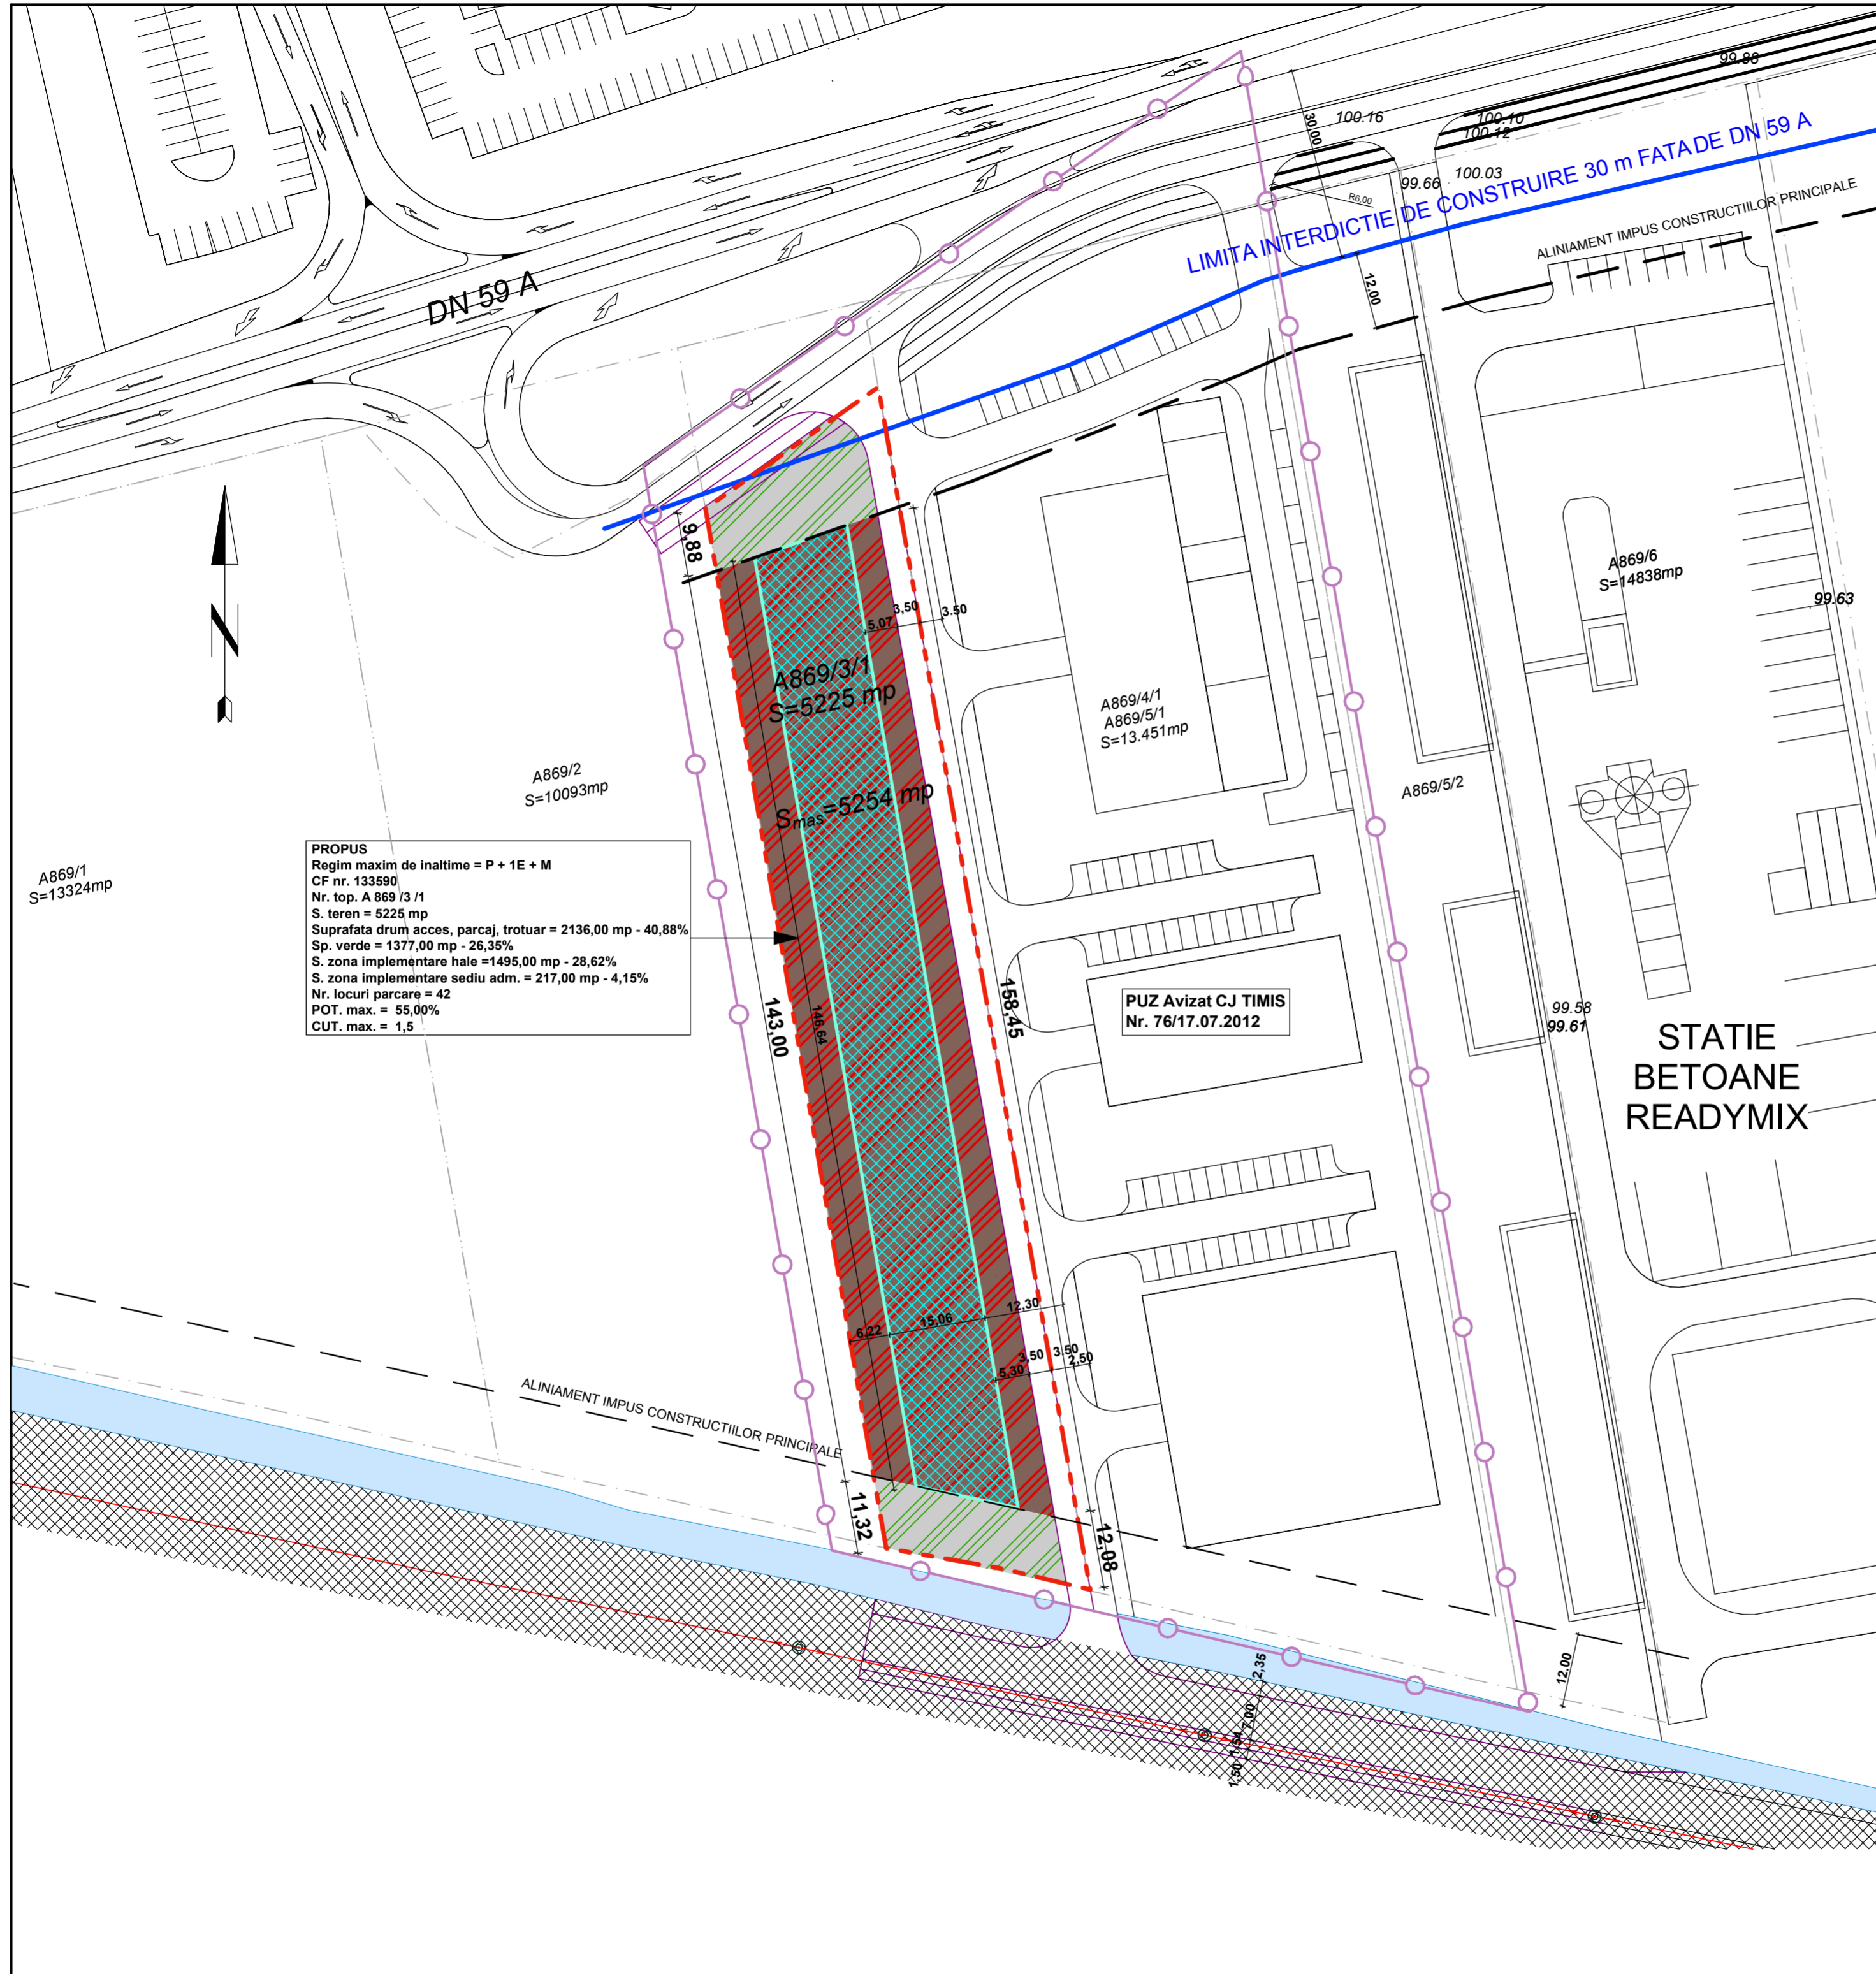 99.88
100.16
100.10
100.12
30,00
99.66
100.03
R6.00
LIMITA INTERDICTIE DE CONSTRUIRE 30 m FATA DE DN 59 A
ALINIAMENT IMPUS CONSTRUCTIILOR PRINCIPALE
12,00
DN 59 A
9,88
N
A869/6
S=14838mp
99.63
3,50
3.50
5,07
A869/3/1
S=5225 mp
A869/4/1
A869/5/1
S=13.451mp
A869/2
S=10093mp
A869/5/2
Smas=5254 mp
A869/1
S=13324mp
PROPUS
Regim maxim de inaltime = P + 1E + M
CF nr. 133590
Nr. top. A 869 /3 /1
S. teren = 5225 mp
Suprafata drum acces, parcaj, trotuar = 2136,00 mp - 40,88%
Sp. verde = 1377,00 mp - 26,35%
S. zona implementare hale =1495,00 mp - 28,62%
S. zona implementare sediu adm. = 217,00 mp - 4,15%
Nr. locuri parcare = 42
POT. max. = 55,00%
CUT. max. = 1,5
143,00
146,64
158,45
PUZ Avizat CJ TIMIS
Nr. 76/17.07.2012
99.58
99.61
STATIE
BETOANE
READYMIX
12,30
15,06
6,22
3,50
3.50
2,50
5,30
ALINIAMENT IMPUS CONSTRUCTIILOR PRINCIPALE
11,32
12,08
2,35
7,00
1,54
1,50
12.00